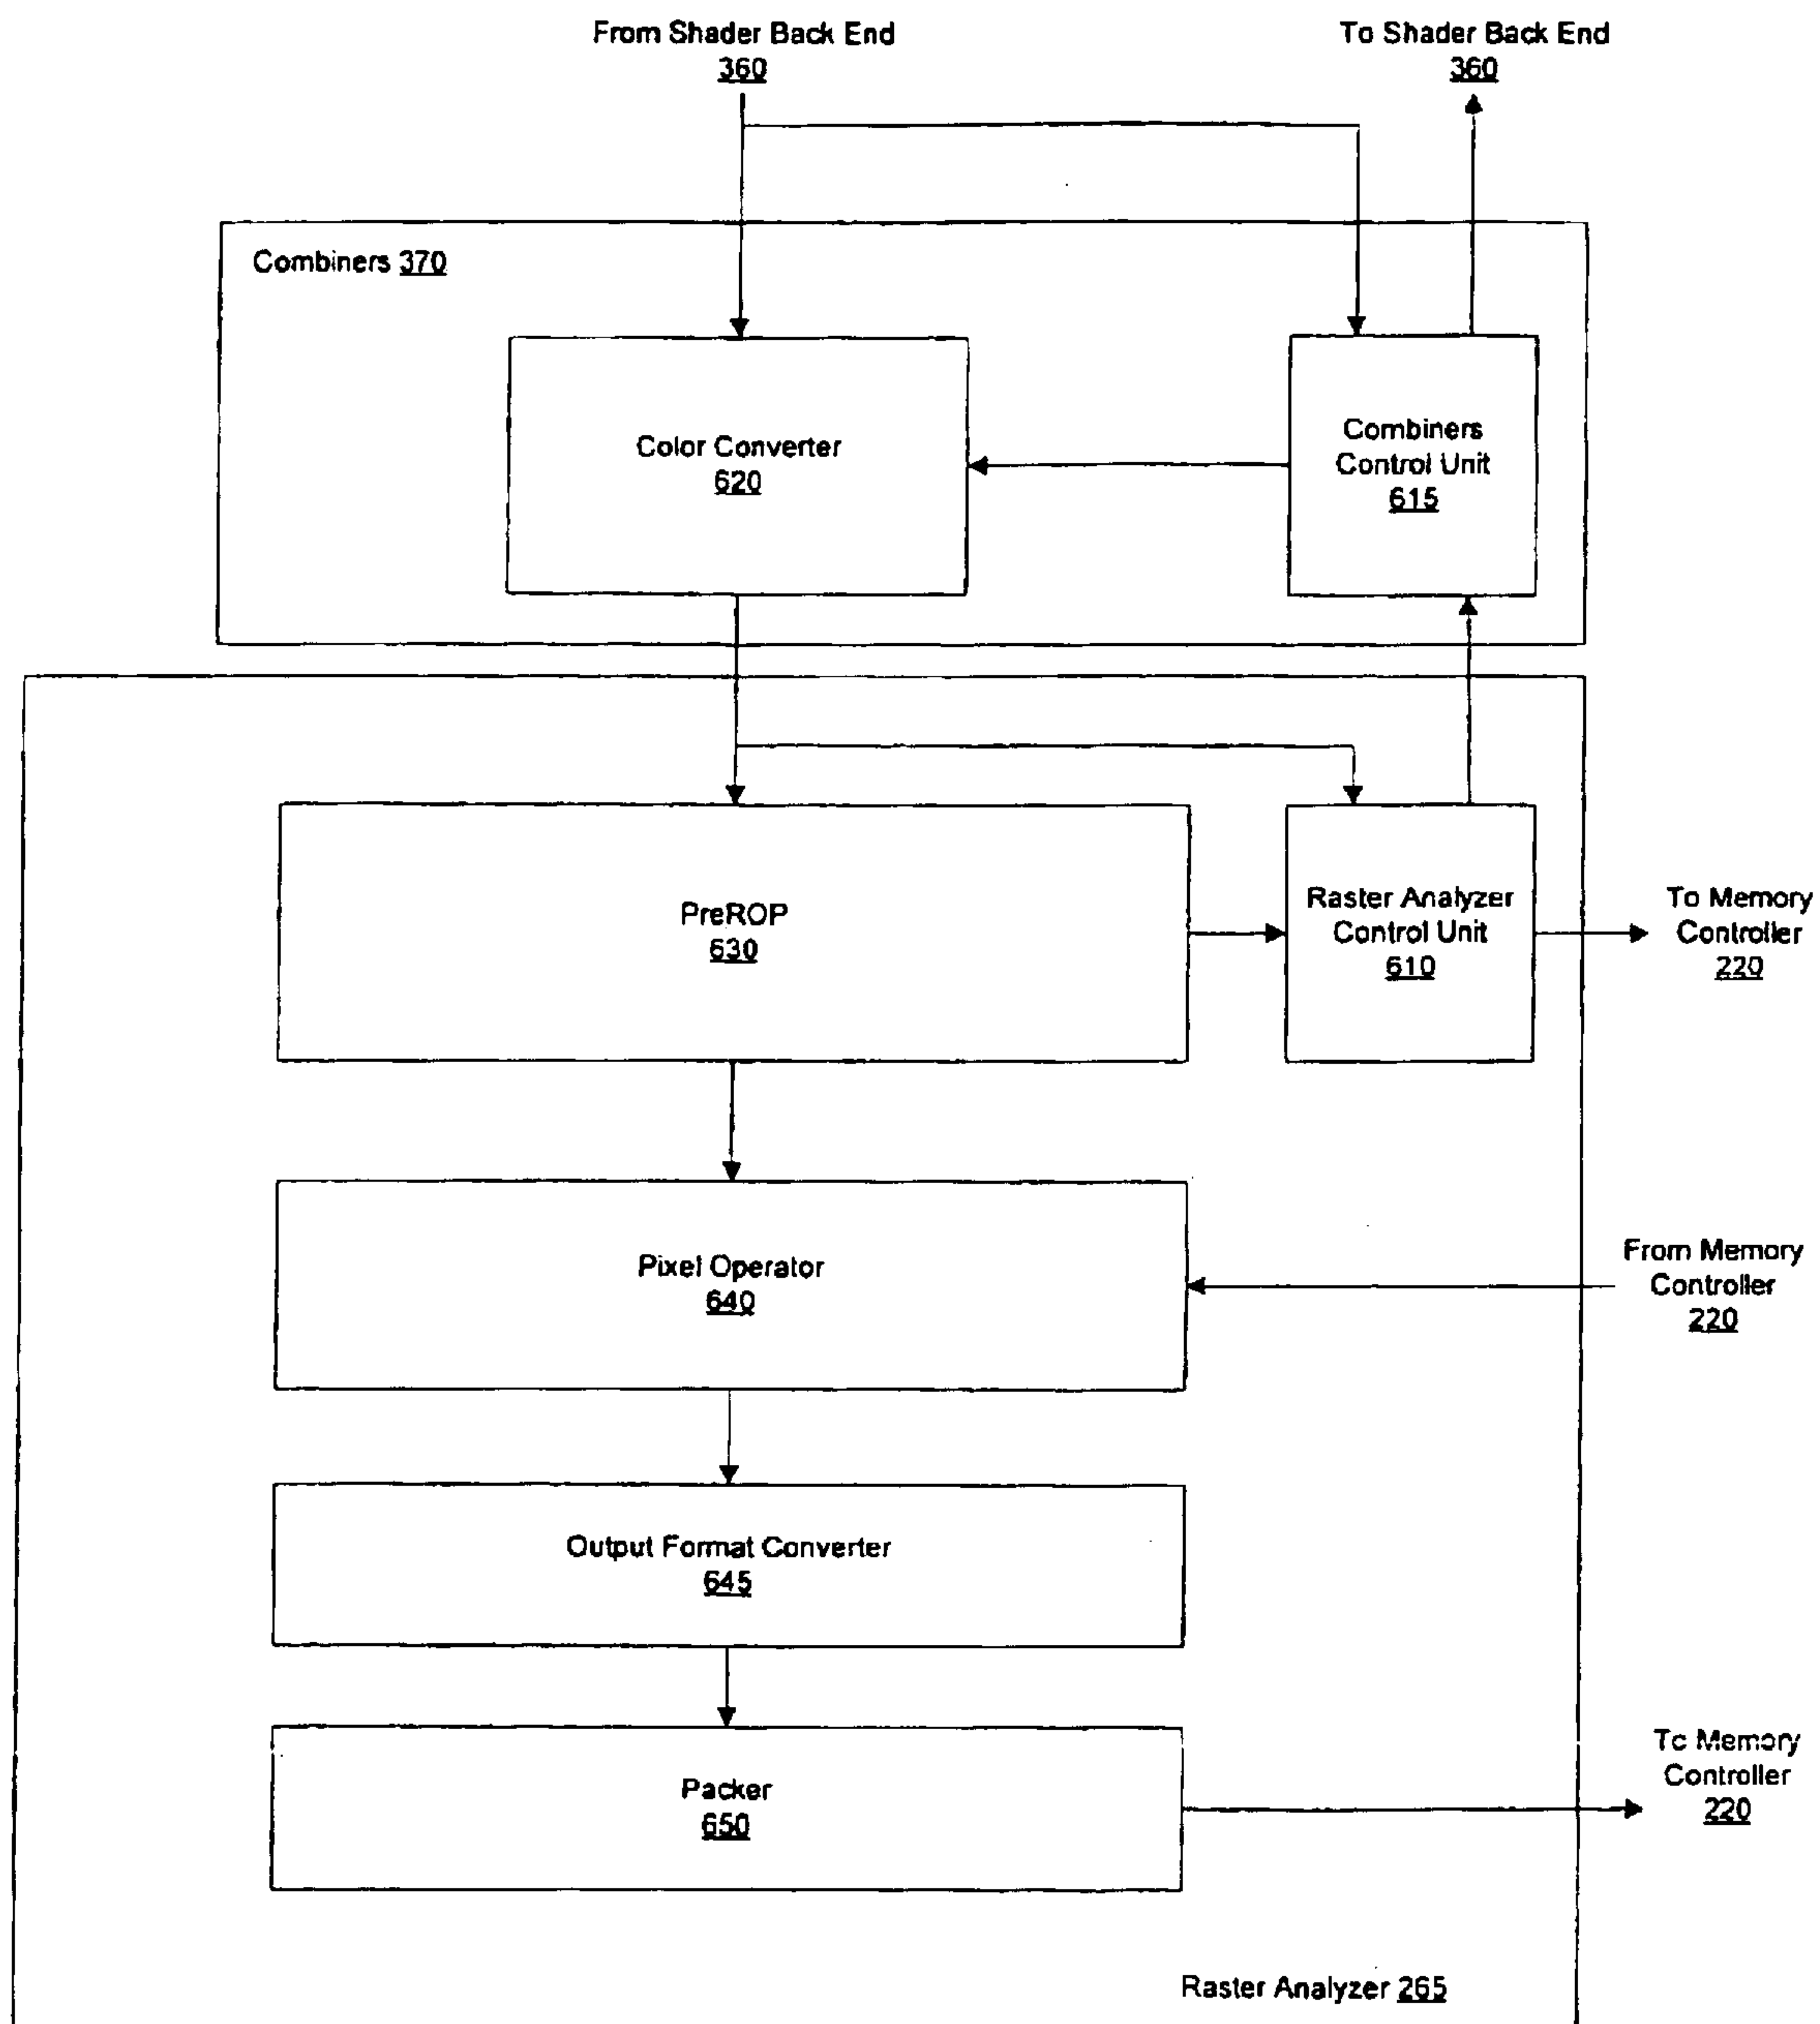 From Shader Back End
360
To Shader Back End
360
Combiners 370
Color Converter
620
Combiners
Control Unit
615
PreROP
630
Raster Analyzer
Control Unit
610
To Memory
Controller
220
Pixel Operator
640
From Memory
Controller
220
Output Format Converter
645
Packer
650
To Memory
Controller
220
Raster Analyzer 265